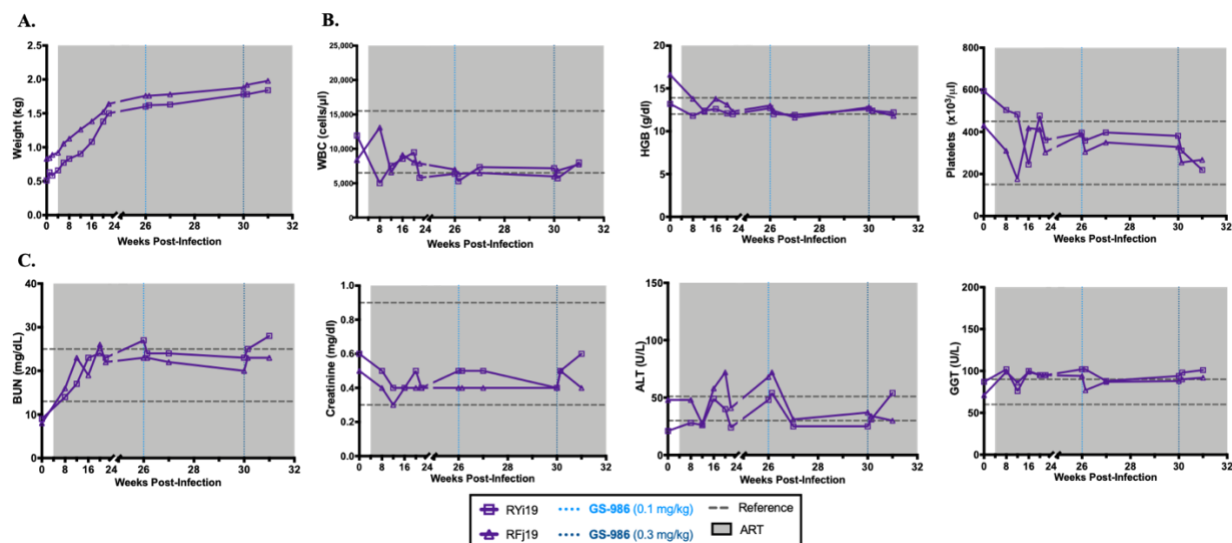 A.
B.
2.5
2.0
1.5
1.0
0.5
0.0
Weight (kg)
0 8 16 24 26 28 30 32
Weeks Post-Infection
25,000
20,000
15,000
10,000
5,000
0
WBC (cells/µl)
8 16 24 26 28 30 32
Weeks Post-Infection
20
15
10
5
0
HGB (g/dl)
8 16 24 26 28 30 32
Weeks Post-Infection
800
600
400
200
0
Platelets (x10³/µl)
8 16 24 26 28 30 32
Weeks Post-Infection
C.
40
30
20
10
0
BUN (mg/dL)
0 8 16 24 26 28 30 32
Weeks Post-Infection
1.0
0.8
0.6
0.4
0.2
0.0
Creatinine (mg/dl)
0 8 16 24 26 28 30 32
Weeks Post-Infection
150
100
50
0
ALT (U/L)
0 8 16 24 26 28 30 32
Weeks Post-Infection
200
150
100
50
0
GGT (U/L)
0 8 16 24 26 28 30 32
Weeks Post-Infection
RYi19 GS-986 (0.1 mg/kg) Reference
RFj19 GS-986 (0.3 mg/kg) ART